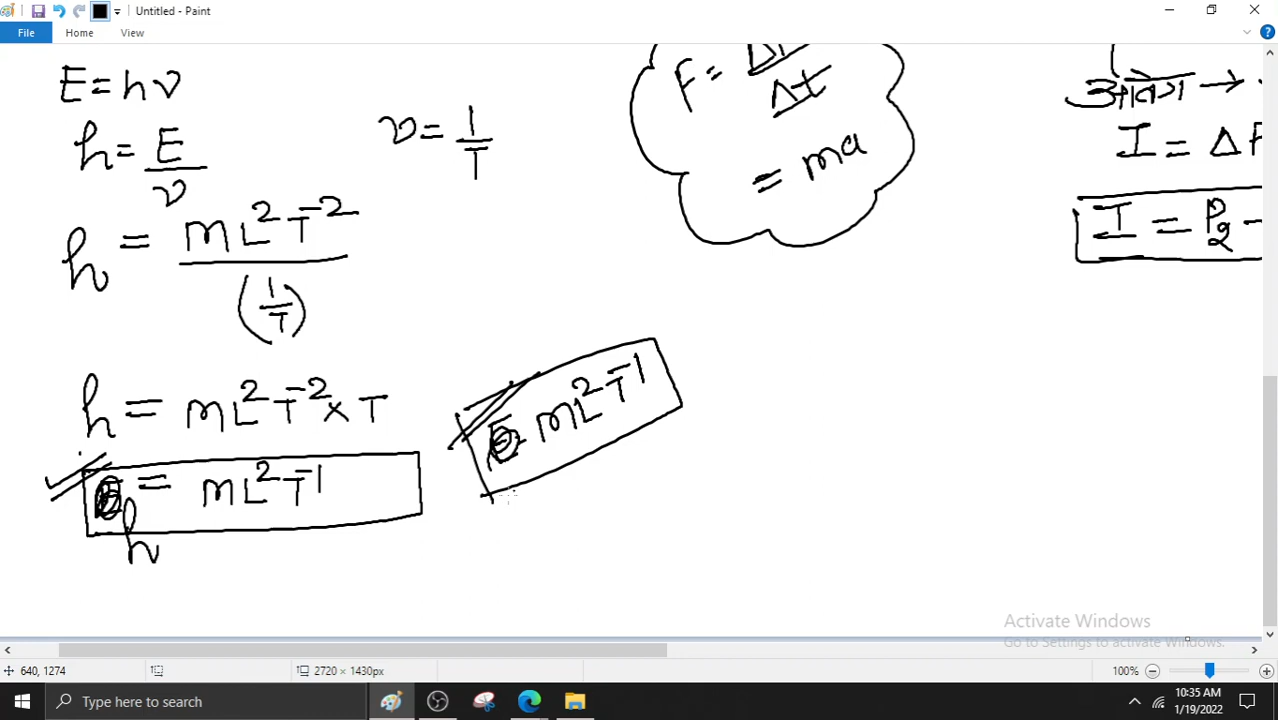 Untitled - Paint
File Home View
E = hν
h = E/ν
ν = 1/T
h = ML²T⁻² / (1/T)
h = ML²T⁻² × T
h = ML²T⁻¹
ML²T⁻¹
F = /Δt
= ma
आवेग →
I = Δ
I = P₂ -
Activate Windows
Go to Settings to activate Windows.
640, 1274
2720 × 1430px
100%
Type here to search
10:35 AM
1/19/2022